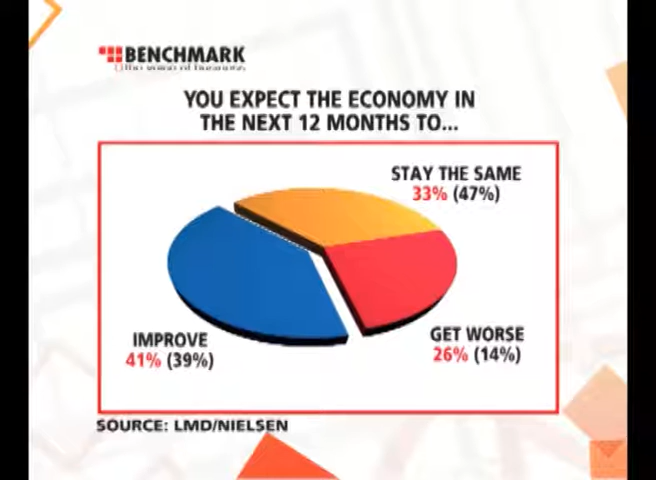 BENCHMARK
YOU EXPECT THE ECONOMY IN
THE NEXT 12 MONTHS TO...
STAY THE SAME
33% (47%)
IMPROVE
41% (39%)
GET WORSE
26% (14%)
SOURCE: LMD/NIELSEN